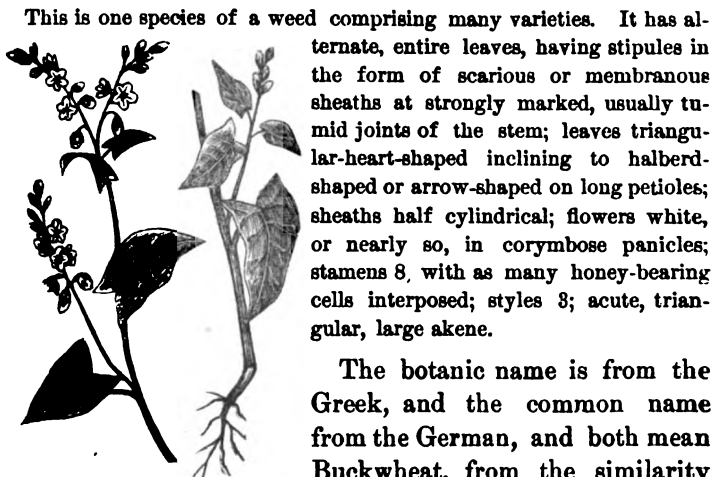 This is one species of a weed comprising many varieties. It has al-
ternate, entire leaves, having stipules in
the form of scarious or membranous
sheaths at strongly marked, usually tu-
mid joints of the stem; leaves triangu-
lar-heart-shaped inclining to halberd-
shaped or arrow-shaped on long petioles;
sheaths half cylindrical; flowers white,
or nearly so, in corymbose panicles;
stamens 8, with as many honey-bearing
cells interposed; styles 3; acute, trian-
gular, large akene.
The botanic name is from the
Greek, and the common name
from the German, and both mean
Buckwheat, from the similarity